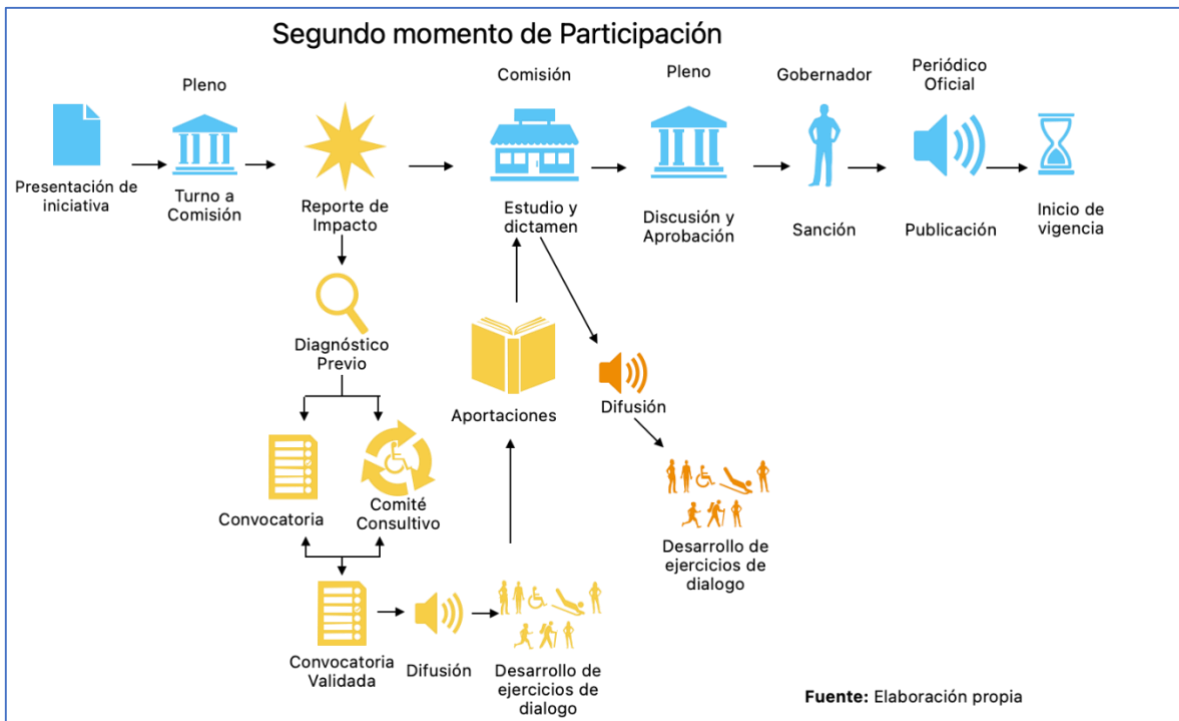 Segundo momento de Participación
Pleno
Comisión
Pleno
Gobernador
Periódico
Oficial
Presentación de
iniciativa
Turno a
Comisión
Reporte de
Impacto
Estudio y
dictamen
Discusión y
Aprobación
Sanción
Publicación
Inicio de
vigencia
Diagnóstico
Previo
Aportaciones
Difusión
Convocatoria
Comité
Consultivo
Desarrollo de
ejercicios de
dialogo
Convocatoria
Validada
Difusión
Desarrollo de
ejercicios de
dialogo
Fuente: Elaboración propia